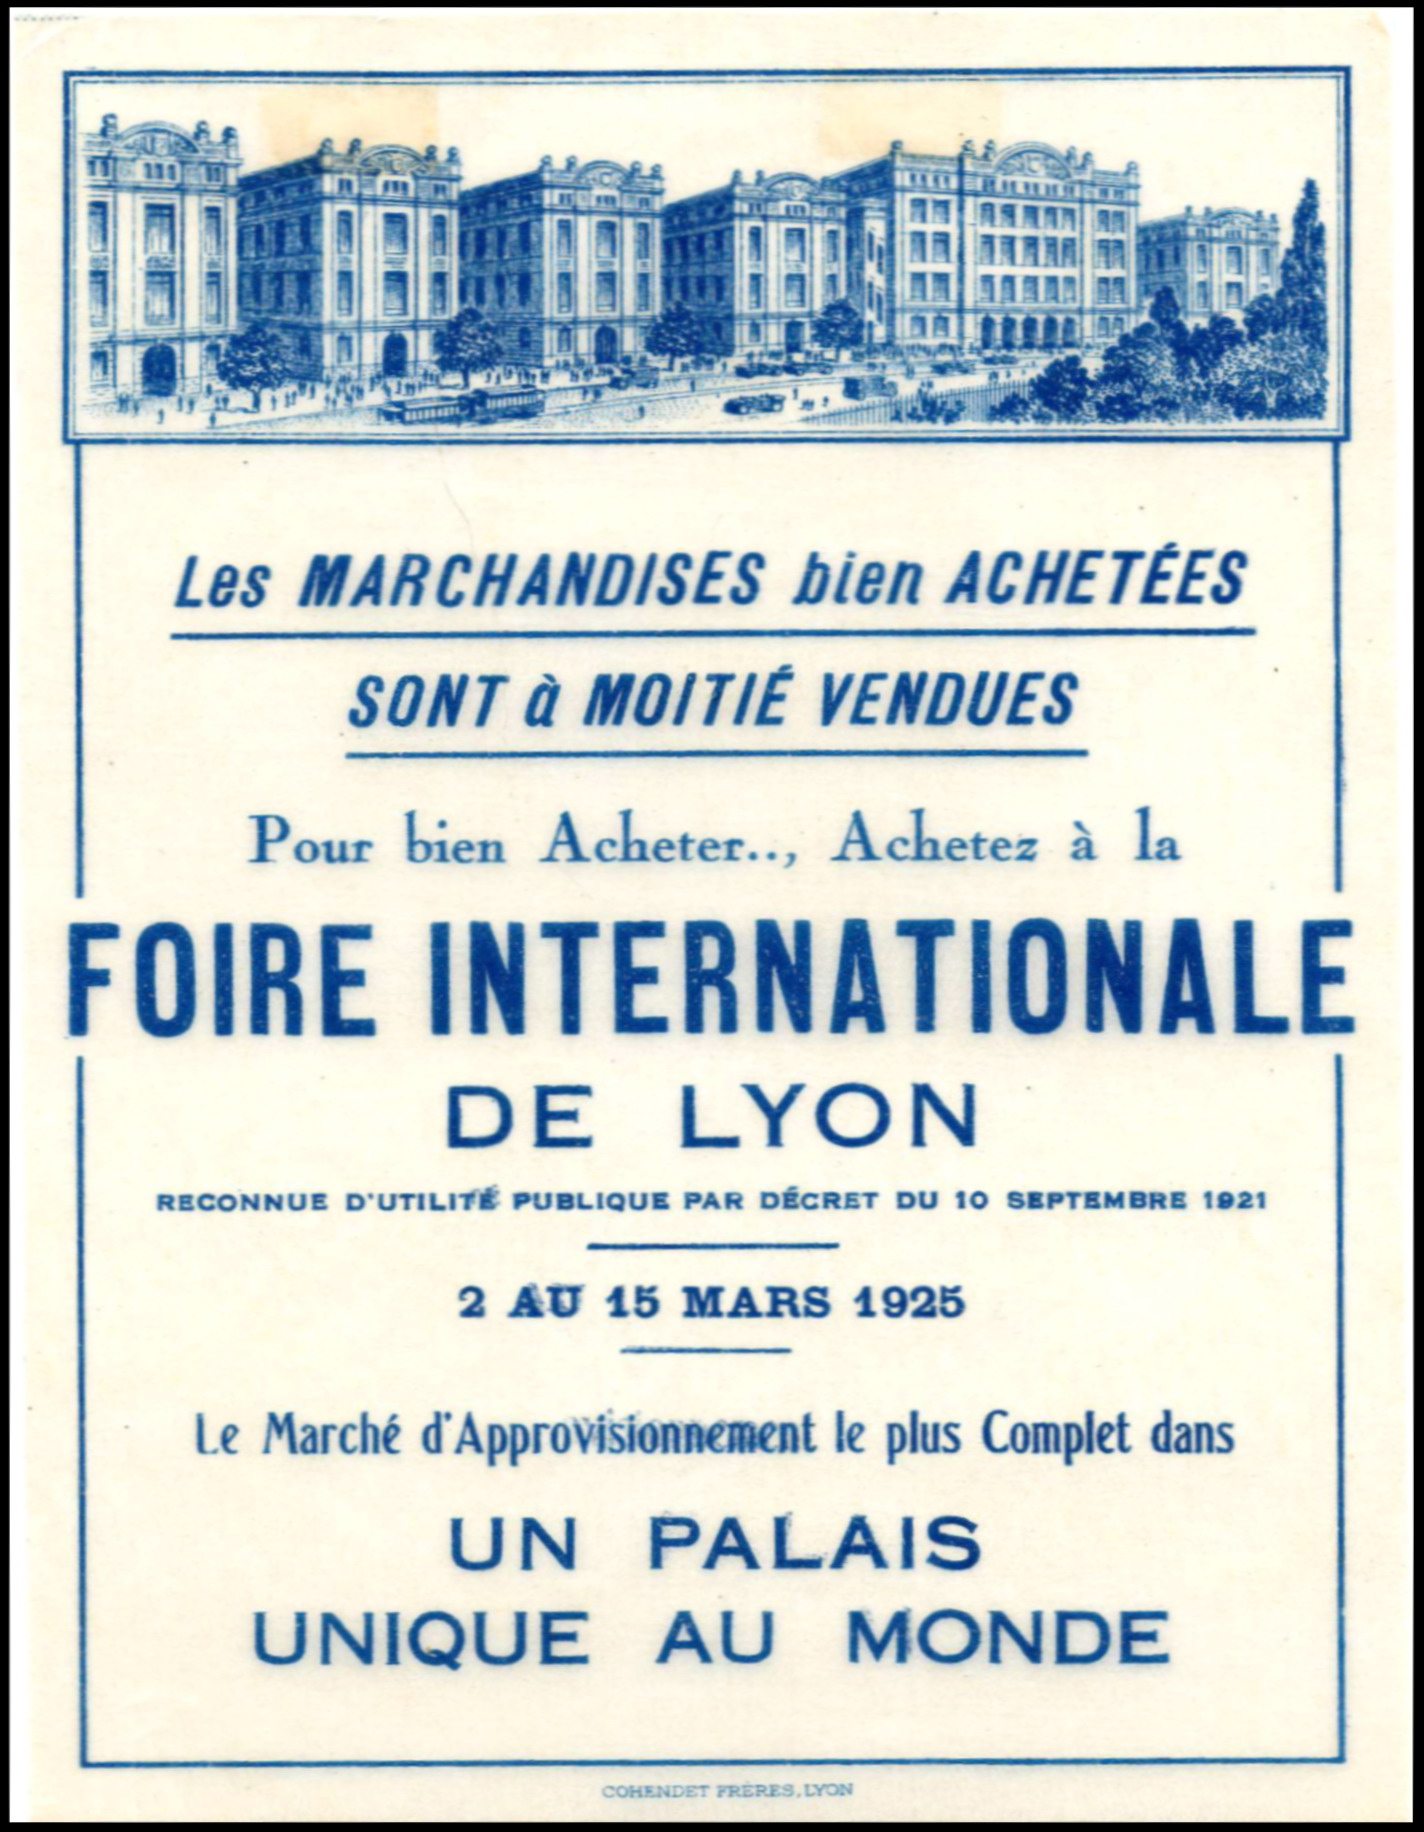 Les MARCHANDISES bien ACHETÉES
SONT à MOITIÉ VENDUES
Pour bien Acheter.., Achetez à la
FOIRE INTERNATIONALE
DE LYON
RECONNUE D'UTILITÉ PUBLIQUE PAR DÉCRET DU 10 SEPTEMBRE 1921
2 AU 15 MARS 1925
Le Marché d'Approvisionnement le plus Complet dans
UN PALAIS
UNIQUE AU MONDE
COHENDET FRÈRES, LYON